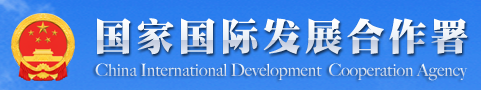 国家国际发展合作署
China International Development Cooperation Agency